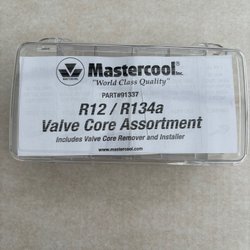 Mastercool Inc.
"World Class Quality"
PART#91337
R12 / R134a
Valve Core Assortment
Includes Valve Core Remover and Installer
www.mastercool.com